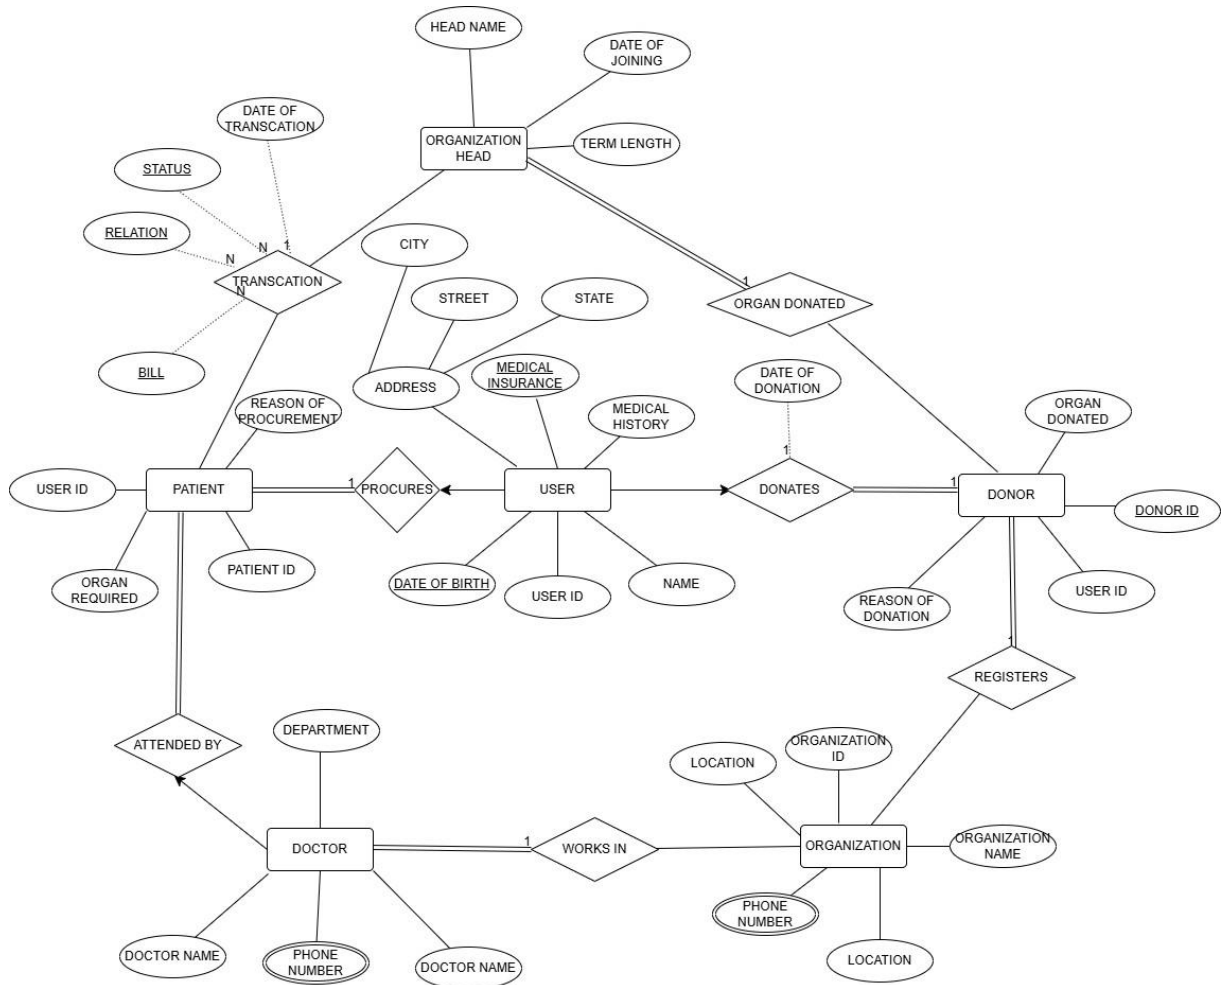 HEAD NAME
DATE OF
JOINING
DATE OF
TRANSCATION
ORGANIZATION
HEAD
TERM LENGTH
STATUS
RELATION
N
N
1
TRANSCATION
N
CITY
STREET
STATE
1
ORGAN DONATED
BILL
ADDRESS
MEDICAL
INSURANCE
DATE OF
DONATION
REASON OF
PROCUREMENT
MEDICAL
HISTORY
ORGAN
DONATED
1
USER ID
PATIENT
1
PROCURES
USER
DONATES
1
DONOR
DONOR ID
ORGAN
REQUIRED
PATIENT ID
DATE OF BIRTH
USER ID
NAME
REASON OF
DONATION
USER ID
1
REGISTERS
ATTENDED BY
DEPARTMENT
LOCATION
ORGANIZATION
ID
DOCTOR
1
WORKS IN
ORGANIZATION
ORGANIZATION
NAME
PHONE
NUMBER
DOCTOR NAME
PHONE
NUMBER
DOCTOR NAME
LOCATION